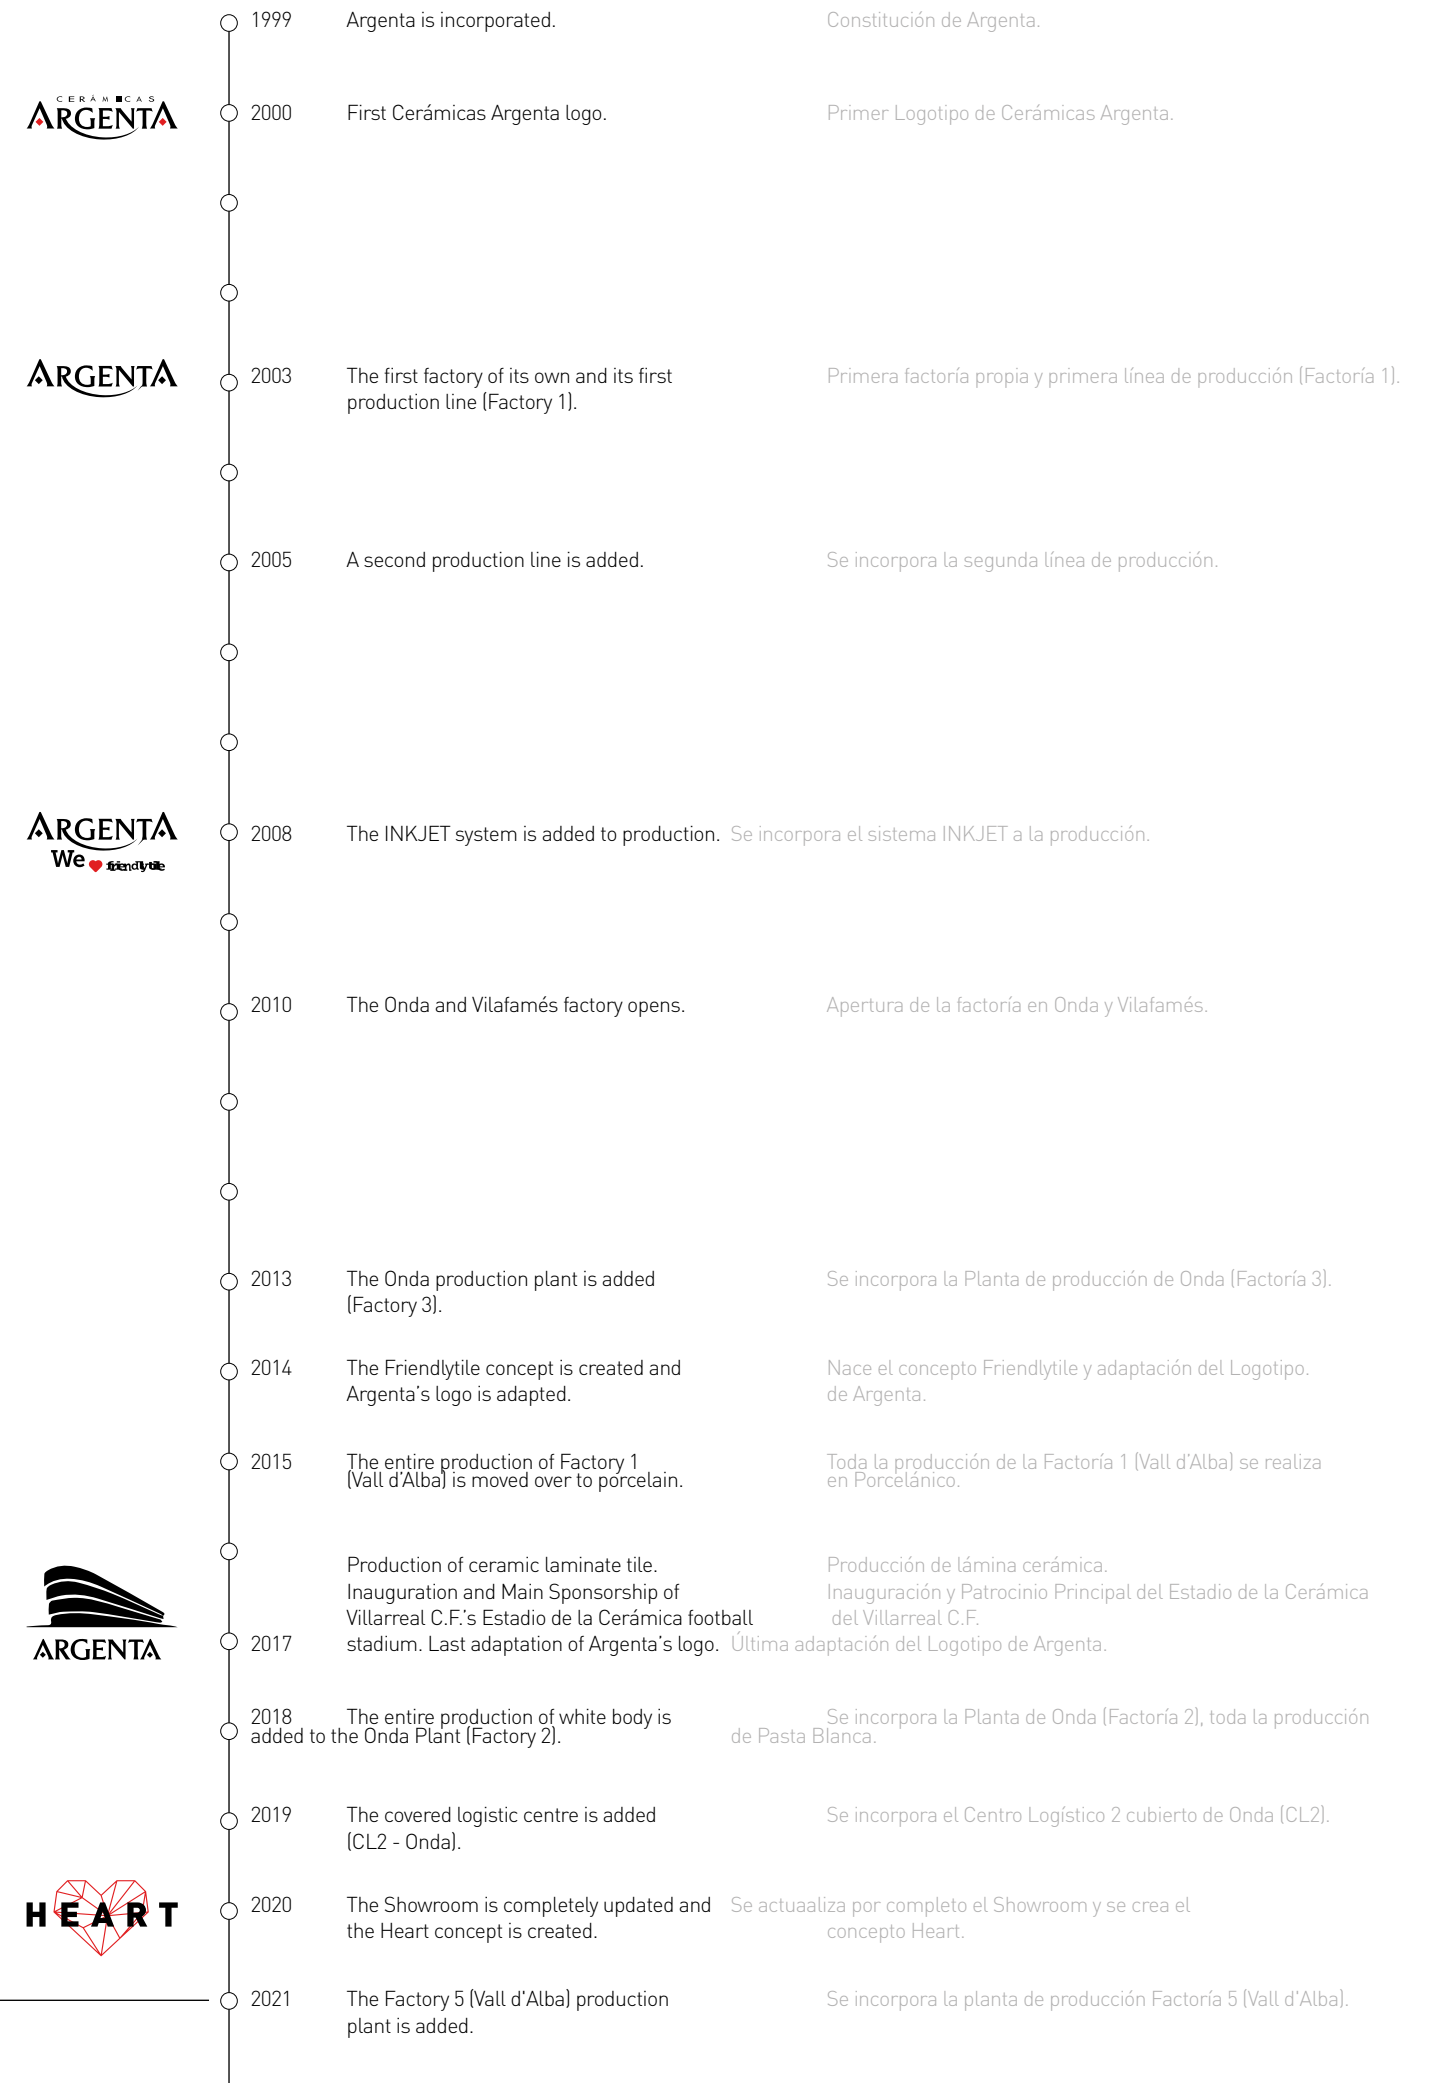 1999 Argenta is incorporated. Constitución de Argenta.
CERÁMICAS
ARGENTA
2000 First Cerámicas Argenta logo. Primer Logotipo de Cerámicas Argenta.
ARGENTA
2003 The first factory of its own and its first Primera factoría propia y primera línea de producción (Factoría 1).
production line (Factory 1).
2005 A second production line is added. Se incorpora la segunda línea de producción.
ARGENTA
We friendlytile
2008 The INKJET system is added to production. Se incorpora el sistema INKJET a la producción.
2010 The Onda and Vilafamés factory opens. Apertura de la factoría en Onda y Vilafamés.
2013 The Onda production plant is added Se incorpora la Planta de producción de Onda (Factoría 3).
(Factory 3).
2014 The Friendlytile concept is created and Nace el concepto Friendlytile y adaptación del Logotipo.
Argenta's logo is adapted. de Argenta.
2015 The entire production of Factory 1 Toda la producción de la Factoría 1 (Vall d'Alba) se realiza
(Vall d'Alba) is moved over to porcelain. en Porcelánico.
Production of ceramic laminate tile. Producción de lámina cerámica.
Inauguration and Main Sponsorship of Inauguración y Patrocinio Principal del Estadio de la Cerámica
Villarreal C.F.'s Estadio de la Cerámica football del Villarreal C.F.
ARGENTA
2017 stadium. Last adaptation of Argenta's logo. Última adaptación del Logotipo de Argenta.
2018 The entire production of white body is Se incorpora la Planta de Onda (Factoría 2), toda la producción
added to the Onda Plant (Factory 2). de Pasta Blanca.
2019 The covered logistic centre is added Se incorpora el Centro Logístico 2 cubierto de Onda (CL2).
(CL2 - Onda).
HEART
2020 The Showroom is completely updated and Se actuaaliza por completo el Showroom y se crea el
the Heart concept is created. concepto Heart.
2021 The Factory 5 (Vall d'Alba) production Se incorpora la planta de producción Factoría 5 (Vall d'Alba).
plant is added.